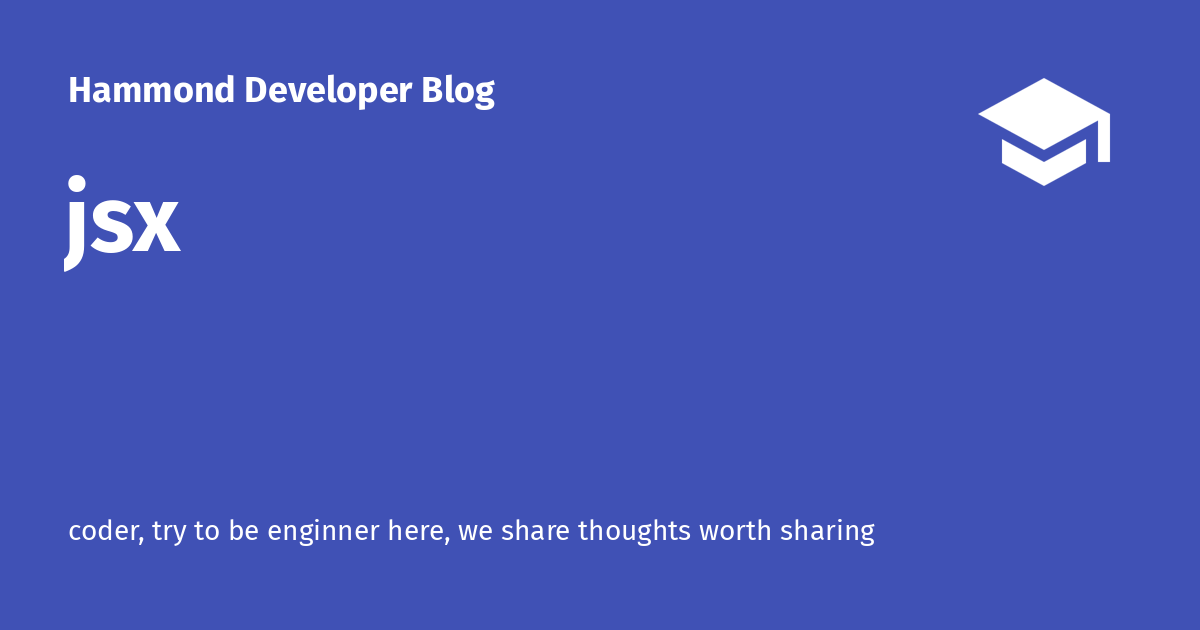 Hammond Developer Blog
jsx
coder, try to be enginner here, we share thoughts worth sharing